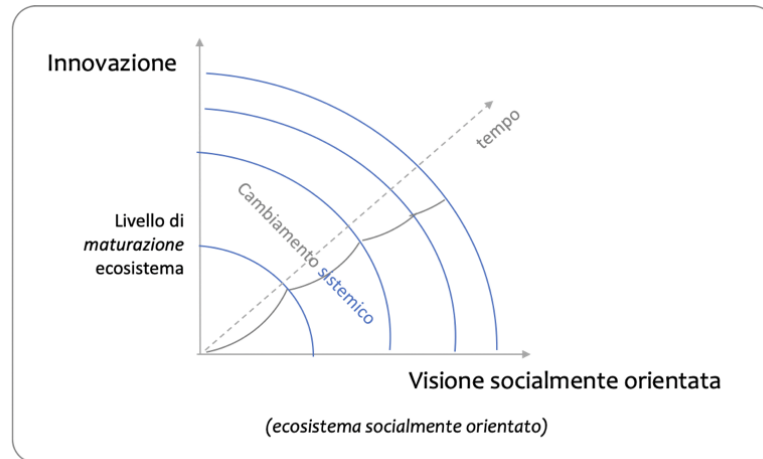 Innovazione
tempo
Cambiamento sistemico
Livello di
maturazione
ecosistema
Visione socialmente orientata
(ecosistema socialmente orientato)